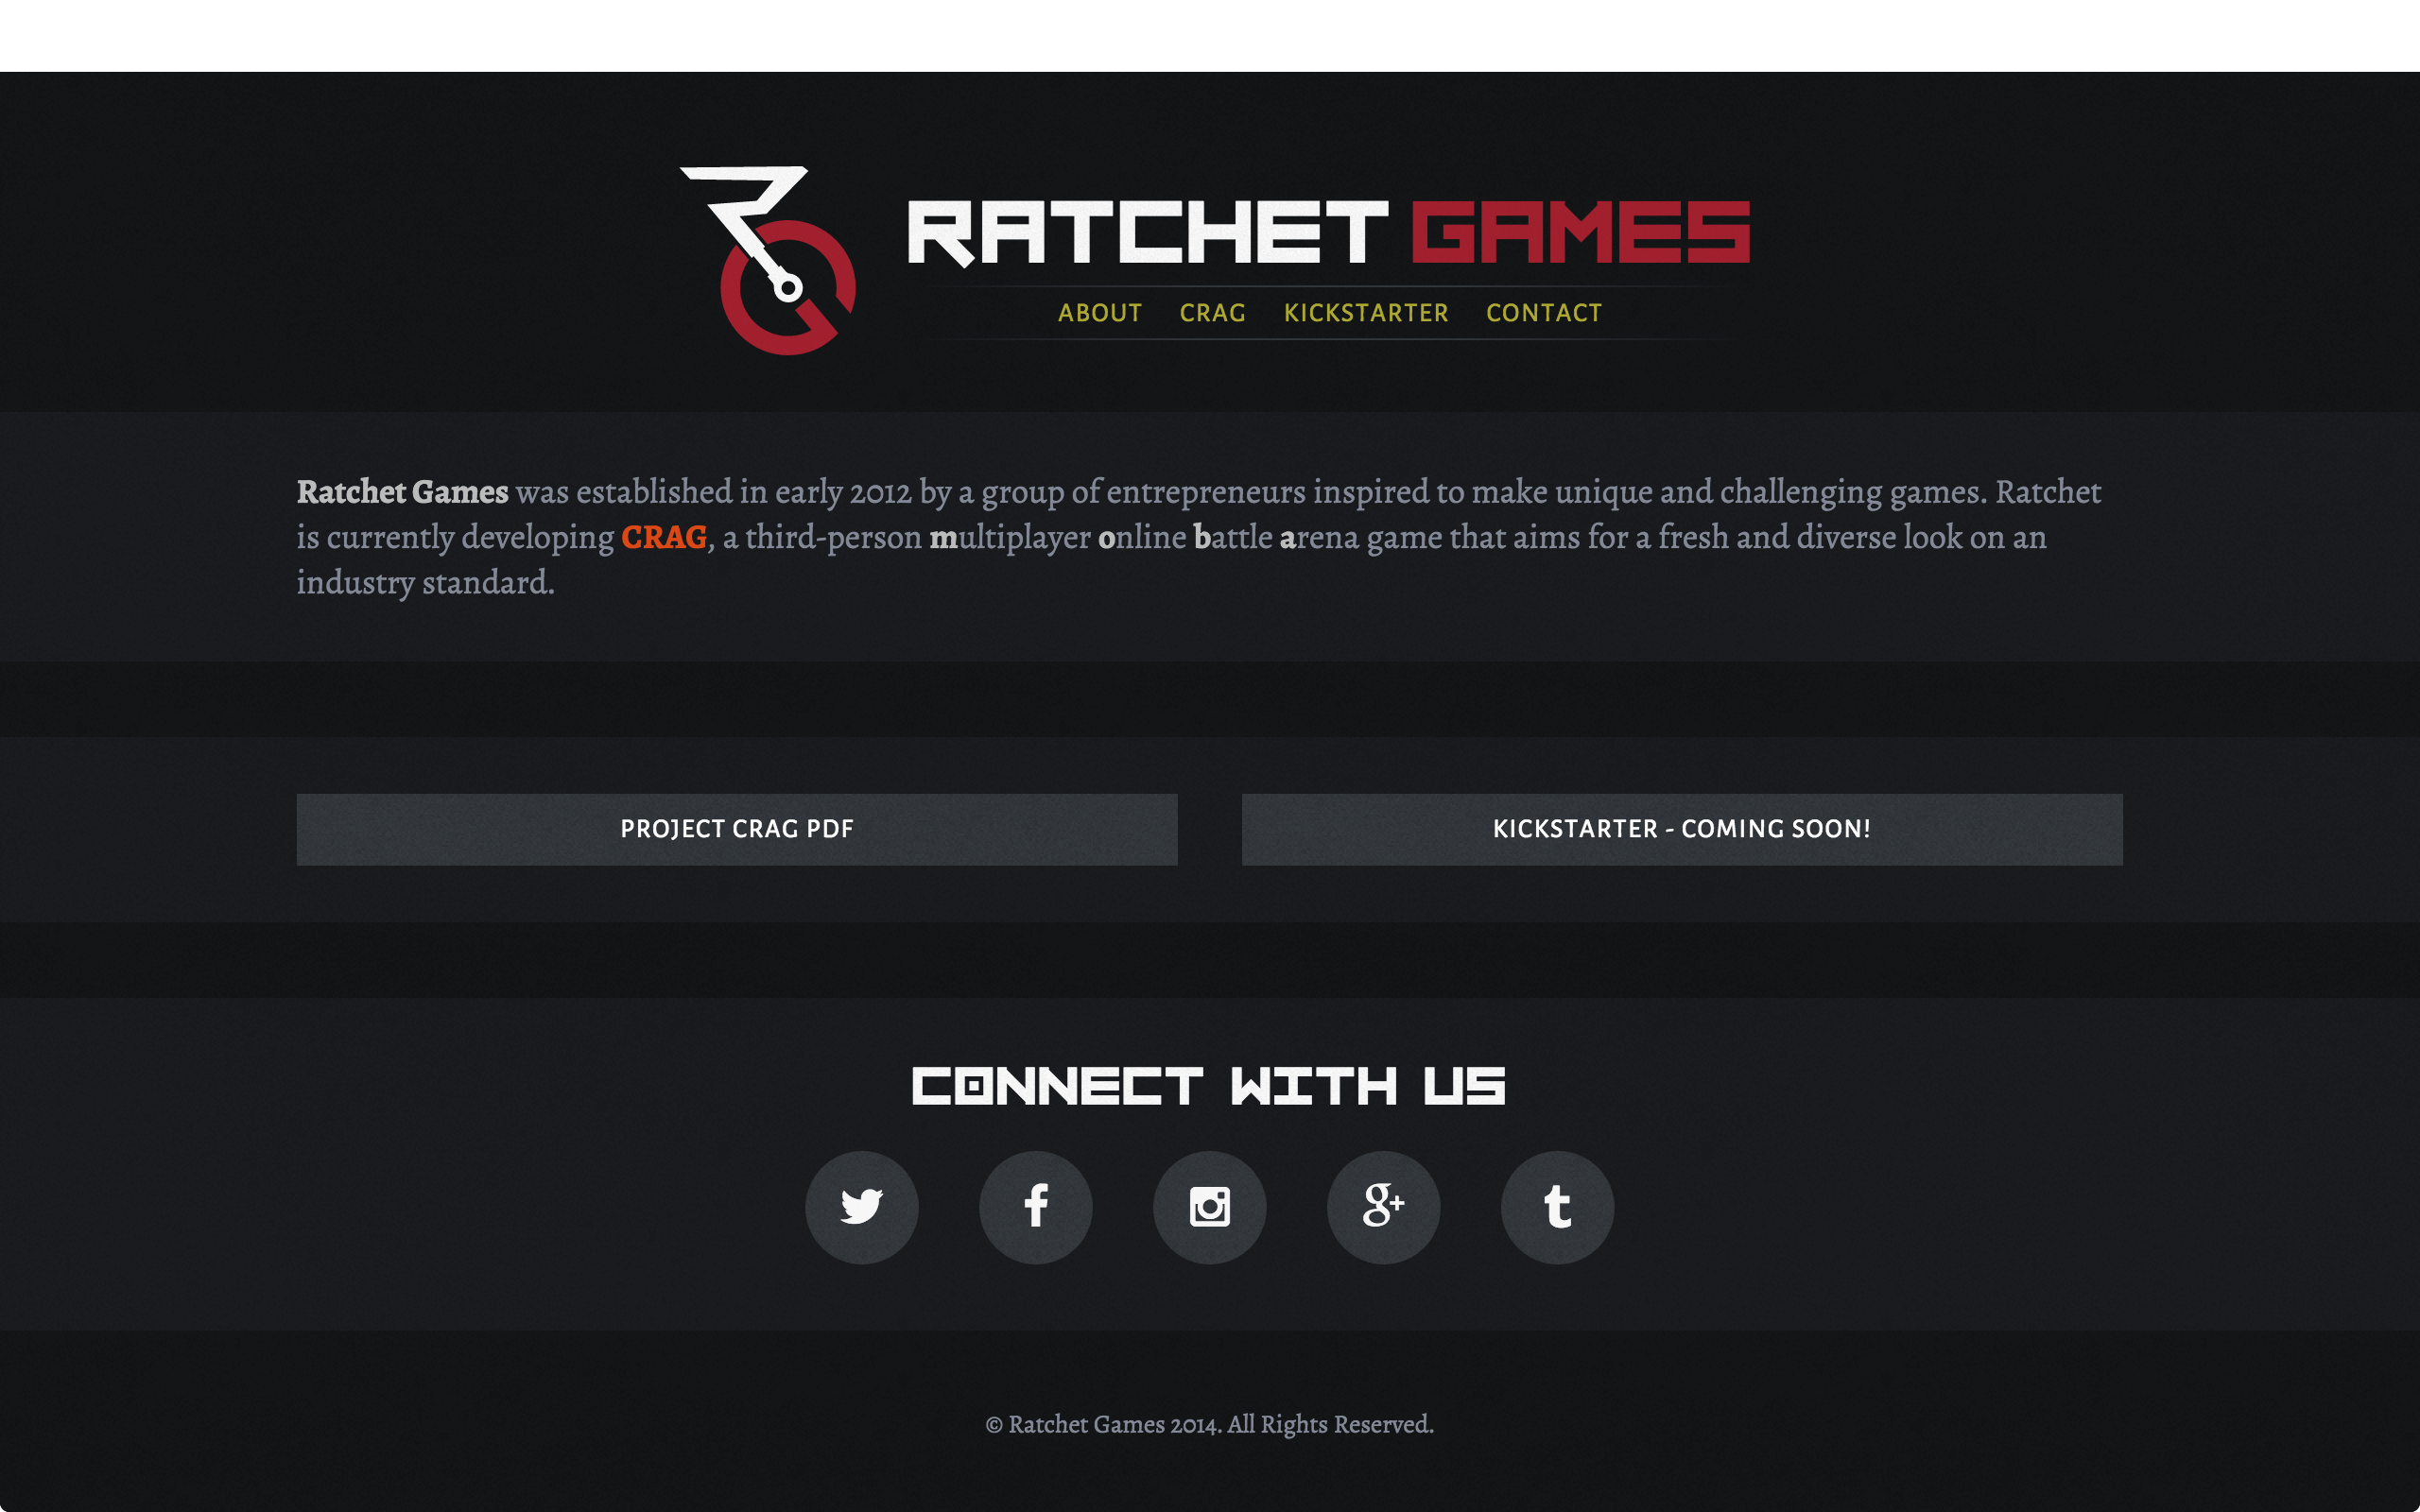 RATCHET GAMES
ABOUT CRAG KICKSTARTER CONTACT
Ratchet Games was established in early 2012 by a group of entrepreneurs inspired to make unique and challenging games. Ratchet
is currently developing CRAG, a third-person multiplayer online battle arena game that aims for a fresh and diverse look on an
industry standard.
PROJECT CRAG PDF KICKSTARTER - COMING SOON!
CONNECT WITH US
© Ratchet Games 2014. All Rights Reserved.